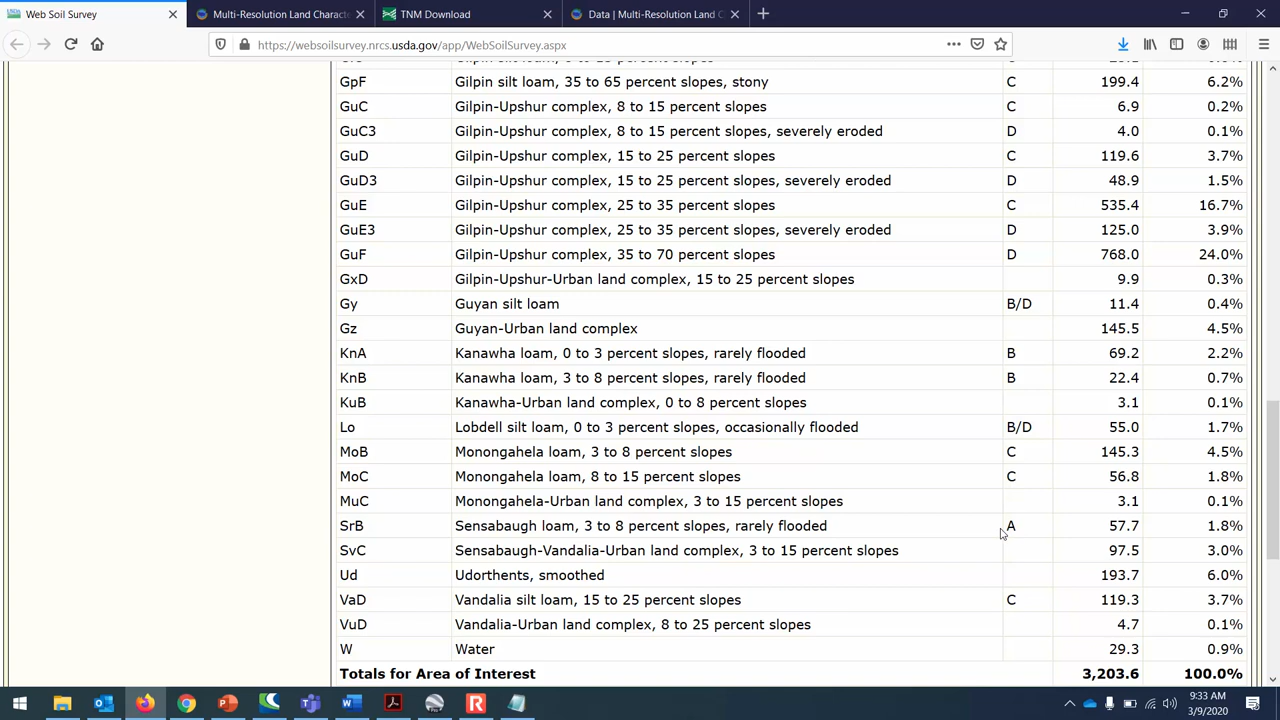 Web Soil Survey
Multi-Resolution Land Characte
TNM Download
Data | Multi-Resolution Land C
https://websoilsurvey.nrcs.usda.gov/app/WebSoilSurvey.aspx
GpF Gilpin silt loam, 35 to 65 percent slopes, stony C 199.4 6.2%
GuC Gilpin-Upshur complex, 8 to 15 percent slopes C 6.9 0.2%
GuC3 Gilpin-Upshur complex, 8 to 15 percent slopes, severely eroded D 4.0 0.1%
GuD Gilpin-Upshur complex, 15 to 25 percent slopes C 119.6 3.7%
GuD3 Gilpin-Upshur complex, 15 to 25 percent slopes, severely eroded D 48.9 1.5%
GuE Gilpin-Upshur complex, 25 to 35 percent slopes C 535.4 16.7%
GuE3 Gilpin-Upshur complex, 25 to 35 percent slopes, severely eroded D 125.0 3.9%
GuF Gilpin-Upshur complex, 35 to 70 percent slopes D 768.0 24.0%
GxD Gilpin-Upshur-Urban land complex, 15 to 25 percent slopes 9.9 0.3%
Gy Guyan silt loam B/D 11.4 0.4%
Gz Guyan-Urban land complex 145.5 4.5%
KnA Kanawha loam, 0 to 3 percent slopes, rarely flooded B 69.2 2.2%
KnB Kanawha loam, 3 to 8 percent slopes, rarely flooded B 22.4 0.7%
KuB Kanawha-Urban land complex, 0 to 8 percent slopes 3.1 0.1%
Lo Lobdell silt loam, 0 to 3 percent slopes, occasionally flooded B/D 55.0 1.7%
MoB Monongahela loam, 3 to 8 percent slopes C 145.3 4.5%
MoC Monongahela loam, 8 to 15 percent slopes C 56.8 1.8%
MuC Monongahela-Urban land complex, 3 to 15 percent slopes 3.1 0.1%
SrB Sensabaugh loam, 3 to 8 percent slopes, rarely flooded A 57.7 1.8%
SvC Sensabaugh-Vandalia-Urban land complex, 3 to 15 percent slopes 97.5 3.0%
Ud Udorthents, smoothed 193.7 6.0%
VaD Vandalia silt loam, 15 to 25 percent slopes C 119.3 3.7%
VuD Vandalia-Urban land complex, 8 to 25 percent slopes 4.7 0.1%
W Water 29.3 0.9%
Totals for Area of Interest 3,203.6 100.0%
9:33 AM
3/9/2020